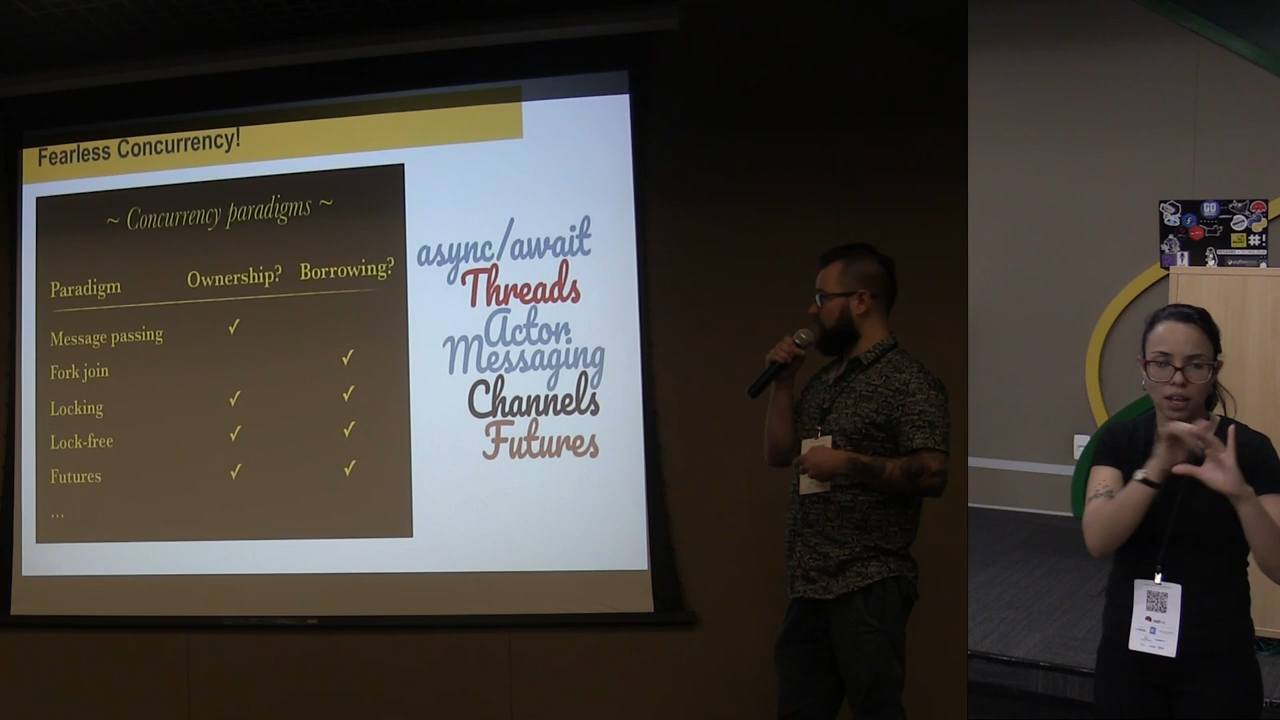 Fearless Concurrency!
~ Concurrency paradigms ~
Paradigm Ownership? Borrowing?
Message passing ✓
Fork join ✓
Locking ✓ ✓
Lock-free ✓ ✓
Futures ✓ ✓
...
async/await
Threads
Actor
Messaging
Channels
Futures
GO
#!